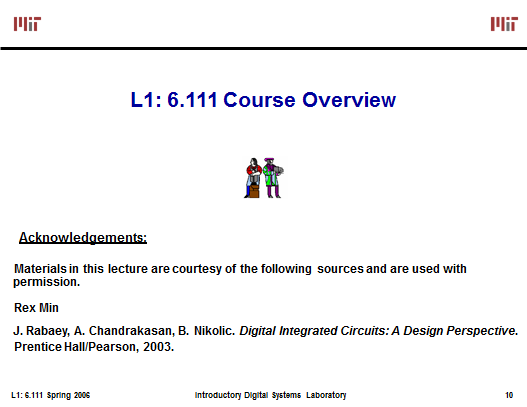 MIT MIT
L1: 6.111 Course Overview
Acknowledgements:
Materials in this lecture are courtesy of the following sources and are used with
permission.
Rex Min
J. Rabaey, A. Chandrakasan, B. Nikolic. Digital Integrated Circuits: A Design Perspective.
Prentice Hall/Pearson, 2003.
L1: 6.111 Spring 2006 Introductory Digital Systems Laboratory 10